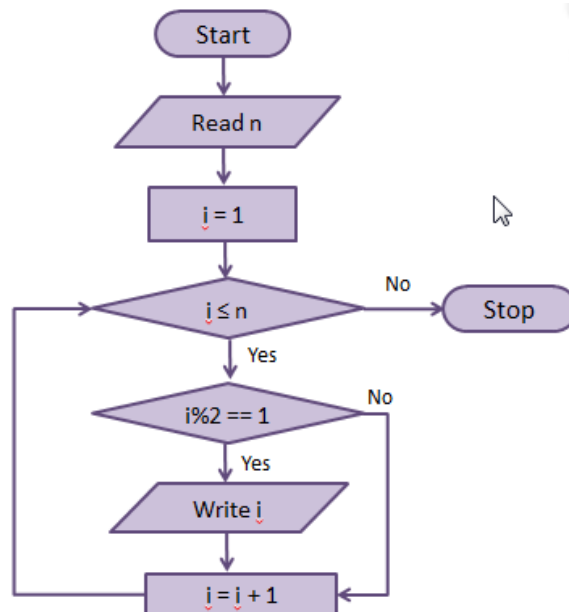 Start
Read n
i = 1
i ≤ n
No
Stop
Yes
i%2 == 1
No
Yes
Write i
i = i + 1